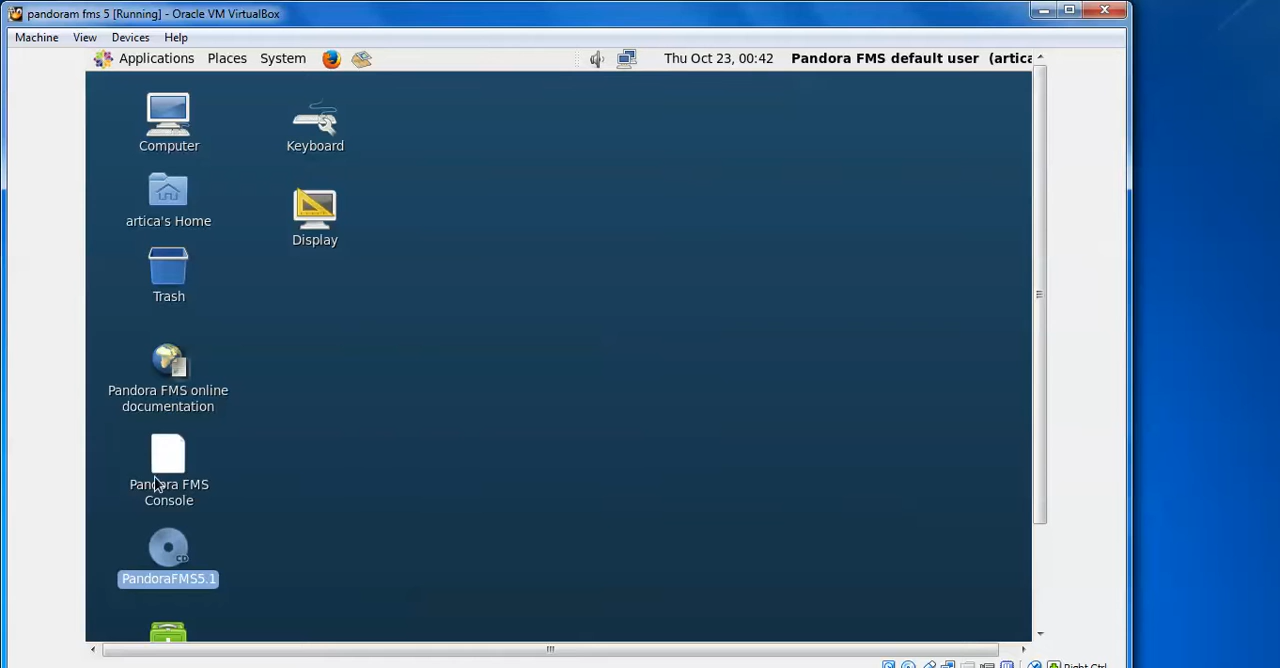 pandoram fms 5 [Running] - Oracle VM VirtualBox
Machine View Devices Help
Applications Places System Thu Oct 23, 00:42 Pandora FMS default user (artica
Computer
Keyboard
artica's Home
Display
Trash
Pandora FMS online
documentation
Pandora FMS
Console
CD
PandoraFMS5.1
Right Ctrl